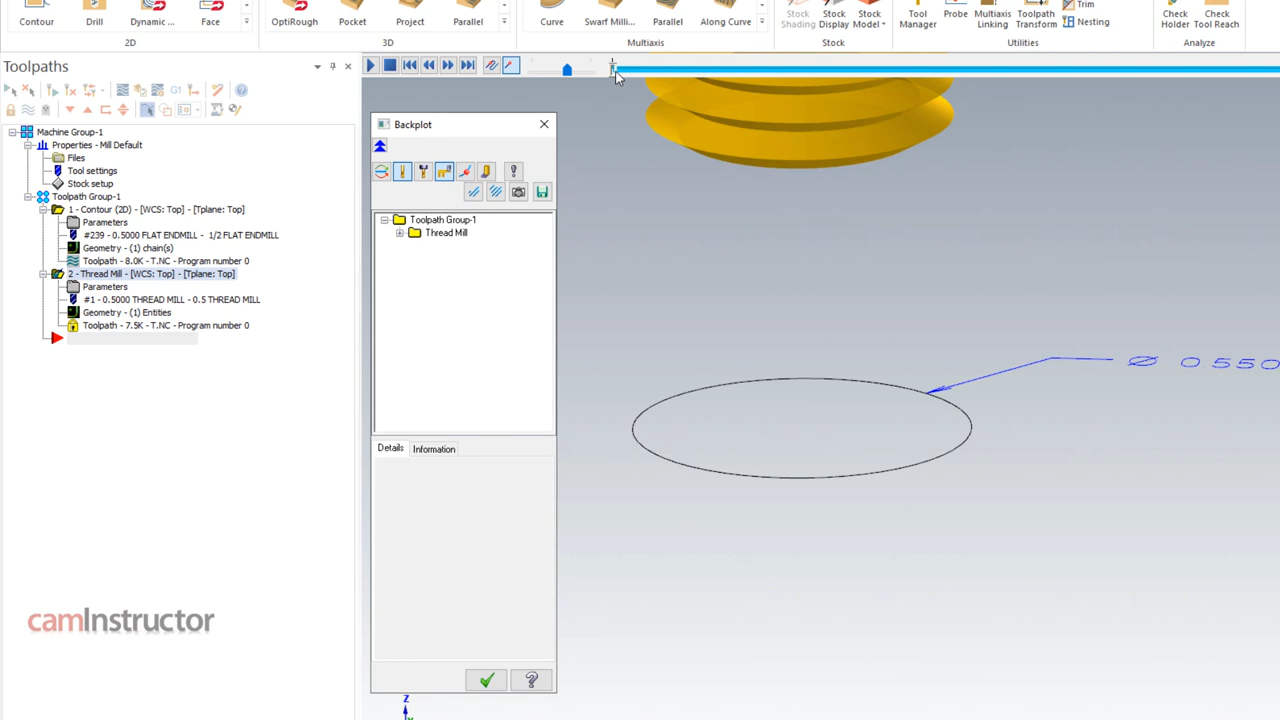 Contour
Drill
Dynamic ...
Face
OptiRough
Pocket
Project
Parallel
Curve
Swarf Milli...
Parallel
Along Curve
Stock Shading
Stock Display
Stock Model
Tool Manager
Probe
Multiaxis Linking
Toolpath Transform
Trim
Nesting
Check Holder
Check Tool Reach
2D
3D
Multiaxis
Stock
Utilities
Analyze
Toolpaths
G1
Machine Group-1
Properties - Mill Default
Files
Tool settings
Stock setup
Toolpath Group-1
1 - Contour (2D) - [WCS: Top] - [Tplane: Top]
Parameters
#239 - 0.5000 FLAT ENDMILL - 1/2 FLAT ENDMILL
Geometry - (1) chain(s)
Toolpath - 8.0K - T.NC - Program number 0
2 - Thread Mill - [WCS: Top] - [Tplane: Top]
Parameters
#1 - 0.5000 THREAD MILL - 0.5 THREAD MILL
Geometry - (1) Entities
Toolpath - 7.5K - T.NC - Program number 0
camInstructor
Backplot
Toolpath Group-1
Thread Mill
Details
Information
Ø 0.550
Z